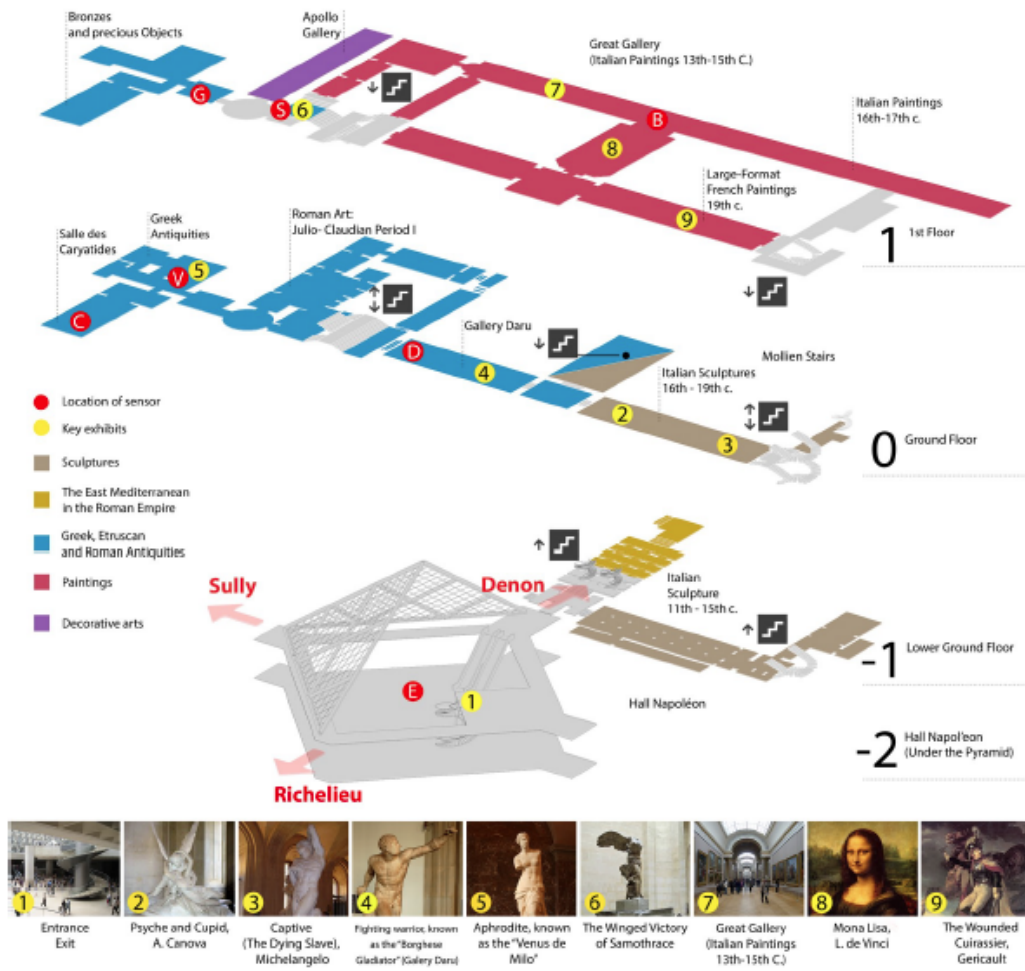 Bronzes
and precious Objects
Apollo
Gallery
Great Gallery
(Italian Paintings 13th-15th C.)
G
S
6
7
B
8
Italian Paintings
16th-17th c.
Large-Format
French Paintings
19th c.
9
1
1st Floor
Salle des
Caryatides
Greek
Antiquities
Roman Art:
Julio- Claudian Period I
V
5
C
D
Gallery Daru
4
Mollien Stairs
Italian Sculptures
16th - 19th c.
2
3
0
Ground Floor
Location of sensor
Key exhibits
Sculptures
The East Mediterranean
in the Roman Empire
Greek, Etruscan
and Roman Antiquities
Paintings
Decorative arts
Sully
Denon
Italian
Sculpture
11th - 15th c.
-1
Lower Ground Floor
E
1
Hall Napoléon
-2
Hall Napol'eon
(Under the Pyramid)
Richelieu
1
Entrance
Exit
2
Psyche and Cupid,
A. Canova
3
Captive
(The Dying Slave),
Michelangelo
4
Fighting warrior, known
as the "Borghese
Gladiator" (Galery Daru)
5
Aphrodite, known
as the "Venus de
Milo"
6
The Winged Victory
of Samothrace
7
Great Gallery
(Italian Paintings
13th-15th C.)
8
Mona Lisa,
L. de Vinci
9
The Wounded
Cuirassier,
Gericault